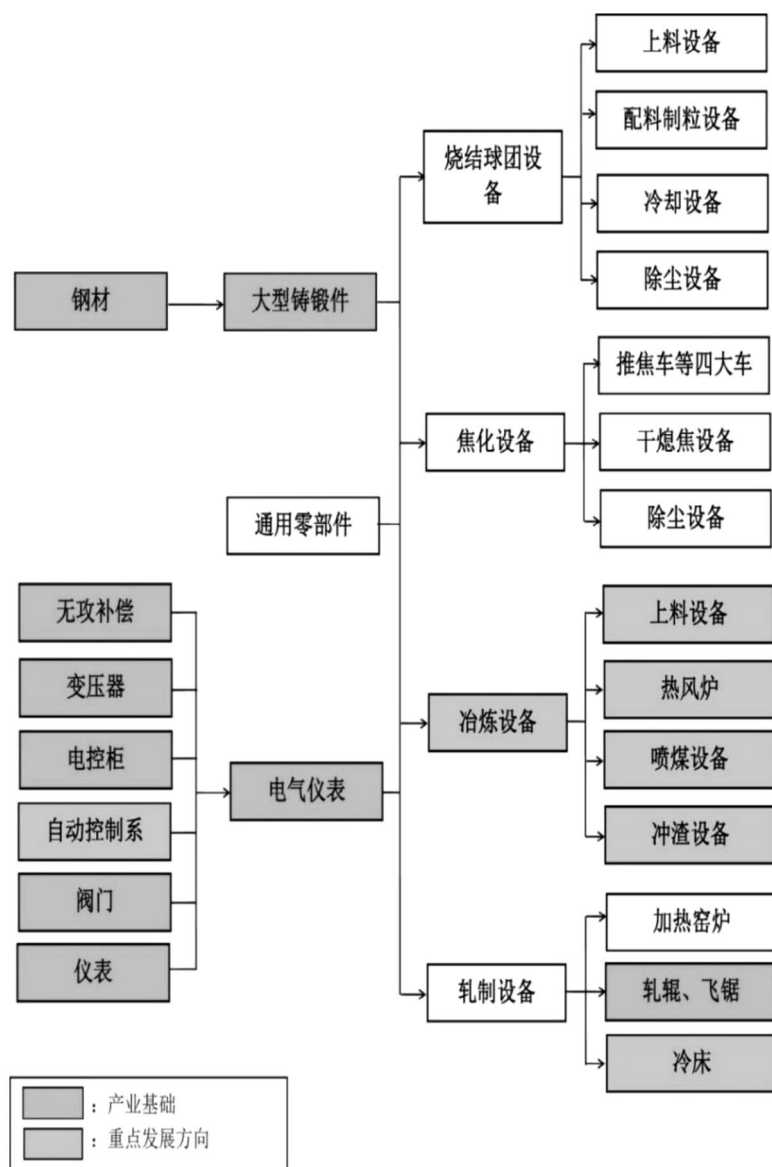 上料设备
配料制粒设备
烧结球团设
备
冷却设备
除尘设备
钢材
大型铸锻件
推焦车等四大车
焦化设备
干熄焦设备
除尘设备
通用零部件
无攻补偿
变压器
电控柜
自动控制系
阀门
仪表
电气仪表
上料设备
热风炉
冶炼设备
喷煤设备
冲渣设备
加热窑炉
轧制设备
轧辊、飞锯
冷床
：产业基础
：重点发展方向